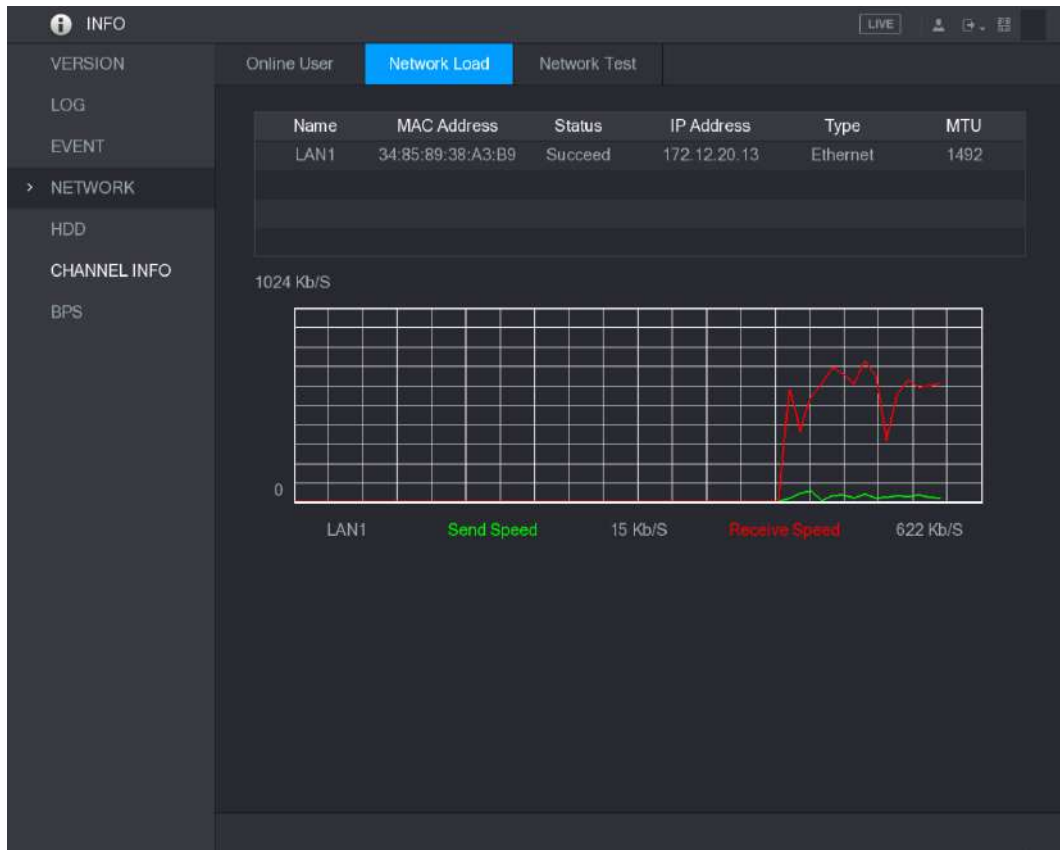 INFO LIVE
VERSION
LOG
EVENT
> NETWORK
HDD
CHANNEL INFO
BPS
Online User Network Load Network Test
Name MAC Address Status IP Address Type MTU
LAN1 34:85:89:38:A3:B9 Succeed 172.12.20.13 Ethernet 1492
1024 Kb/S
0
LAN1 Send Speed 15 Kb/S Receive Speed 622 Kb/S